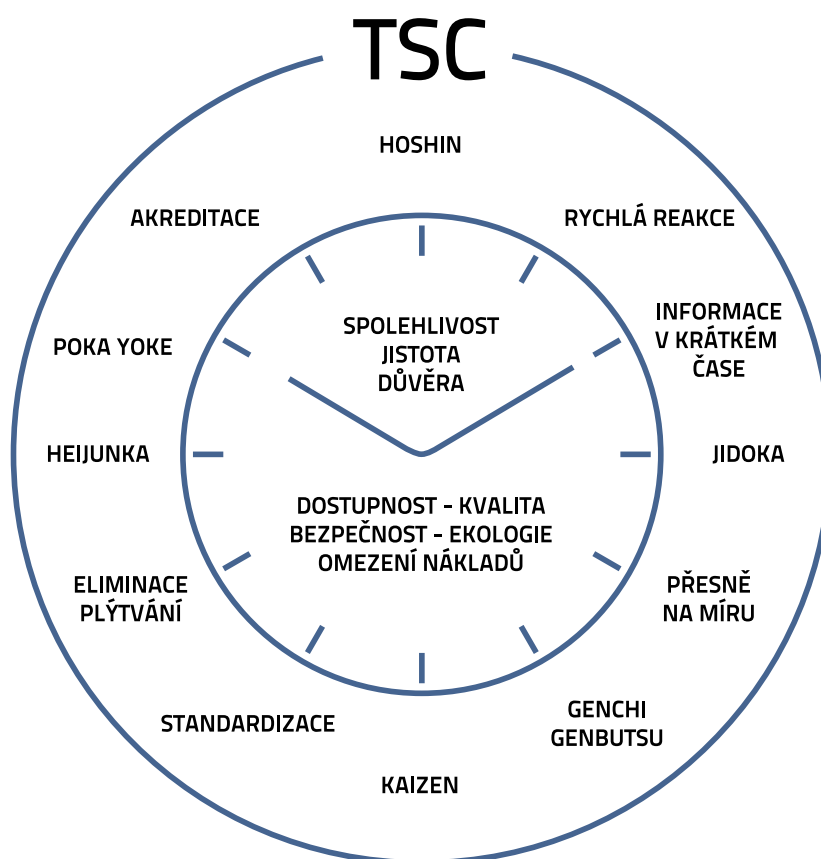 TSC
HOSHIN
RYCHLÁ REAKCE
INFORMACE
V KRÁTKÉM
ČASE
JIDOKA
PŘESNĚ
NA MÍRU
GENCHI
GENBUTSU
KAIZEN
STANDARDIZACE
ELIMINACE
PLÝTVÁNÍ
HEIJUNKA
POKA YOKE
AKREDITACE
SPOLEHLIVOST
JISTOTA
DŮVĚRA
DOSTUPNOST - KVALITA
BEZPEČNOST - EKOLOGIE
OMEZENÍ NÁKLADŮ